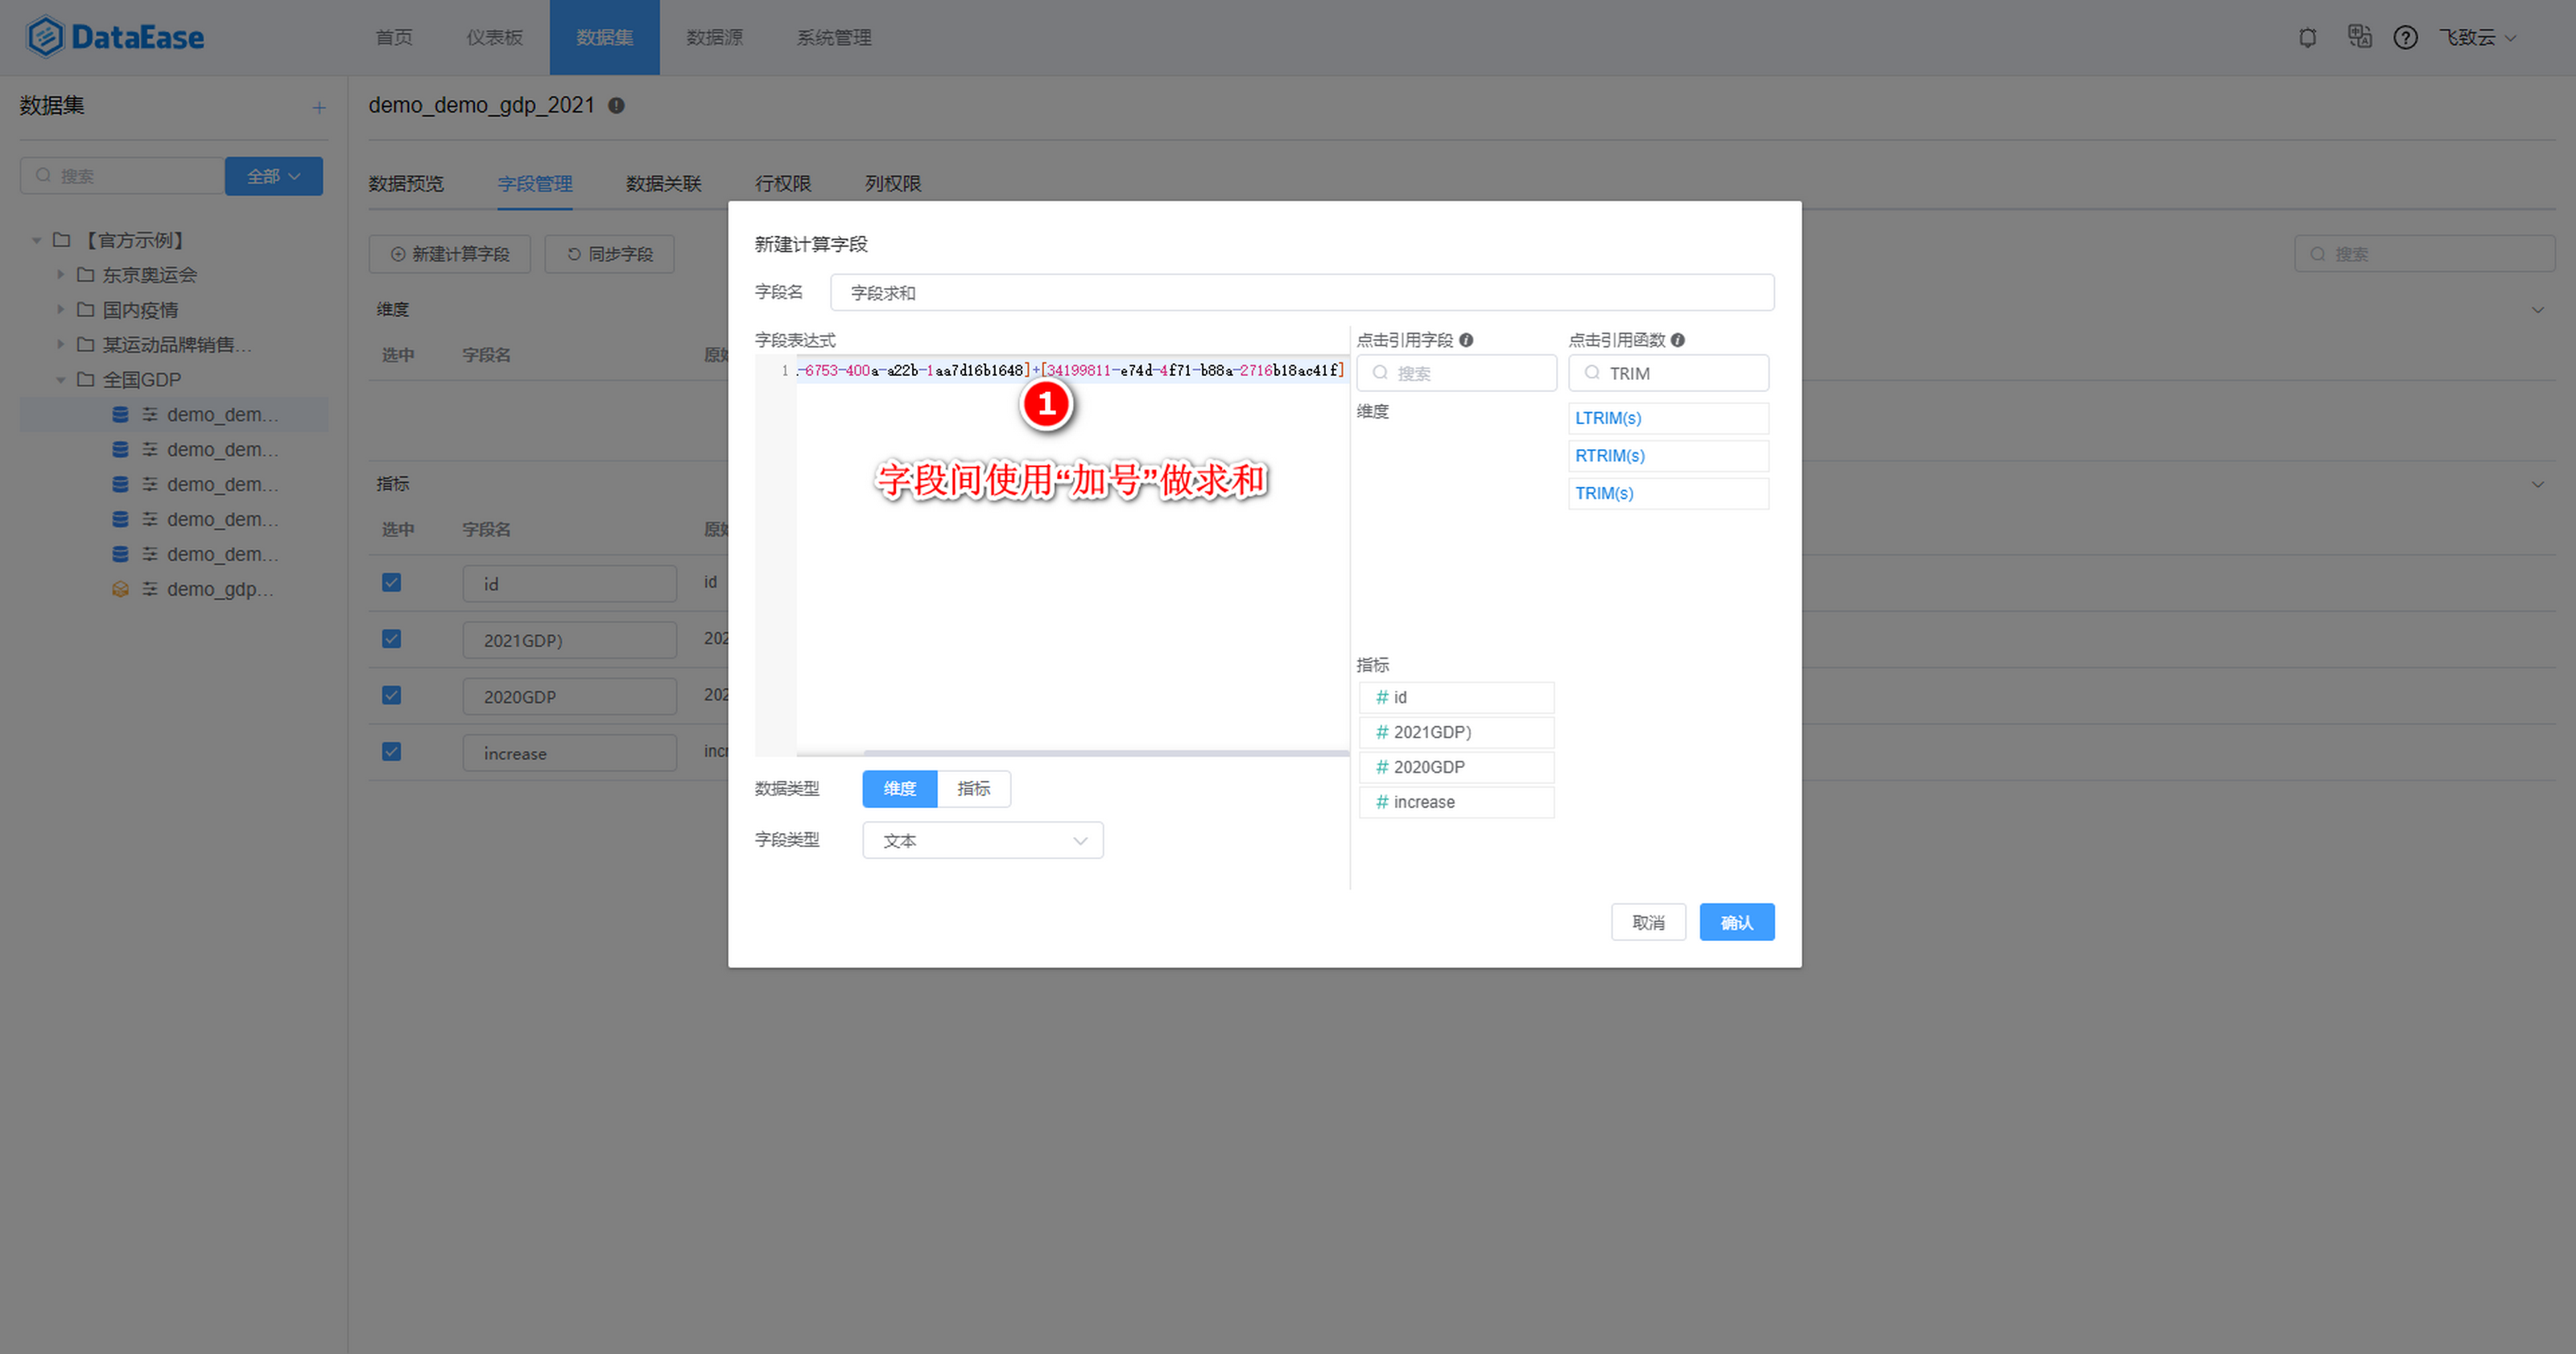 DataEase
首页 仪表板 数据集 数据源 系统管理 飞致云
数据集 +
搜索 全部
【官方示例】
东京奥运会
国内疫情
某运动品牌销售...
全国GDP
demo_dem...
demo_dem...
demo_dem...
demo_dem...
demo_dem...
demo_gdp...
demo_demo_gdp_2021
数据预览 字段管理 数据关联 行权限 列权限
新建计算字段 同步字段 搜索
维度
选中 字段名
指标
选中 字段名
id id
2021GDP) 202
2020GDP 202
increase
新建计算字段
字段名 字段求和
字段表达式
1 -6753-400a-a22b-1aa7d16b1648]+[34199811-e74d-4f71-b88a-2716b18ac41f]
1
字段间使用“加号”做求和
数据类型 维度 指标
字段类型 文本
点击引用字段
搜索
维度
指标
# id
# 2021GDP)
# 2020GDP
# increase
点击引用函数
TRIM
LTRIM(s)
RTRIM(s)
TRIM(s)
取消 确认